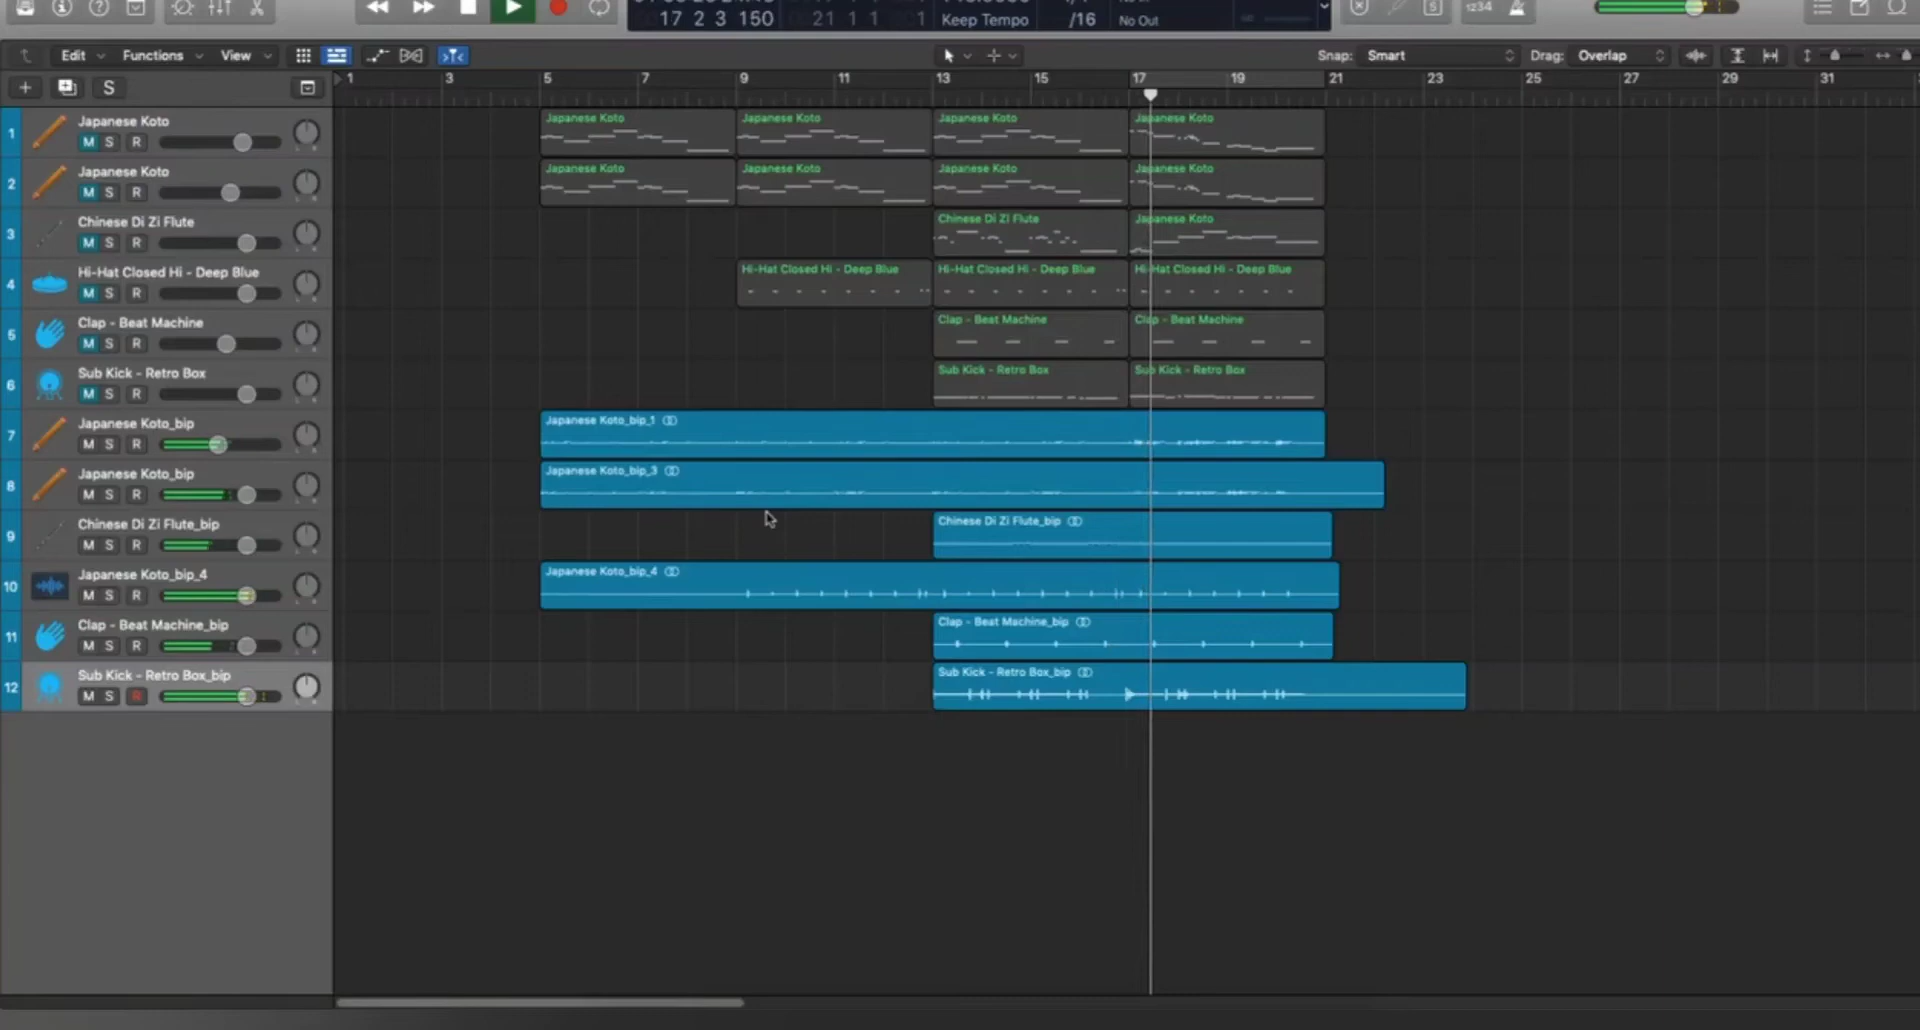 17 2 3 150
21 1 1 1
Keep Tempo
/16
No Out
1234
Edit Functions View
Snap: Smart Drag: Overlap
S
1 3 5 7 9 11 13 15 17 19 21 23 25 27 29 31
1 Japanese Koto
M S R
Japanese Koto Japanese Koto Japanese Koto Japanese Koto
2 Japanese Koto
M S R
Japanese Koto Japanese Koto Japanese Koto Japanese Koto
3 Chinese Di Zi Flute
M S R
Chinese Di Zi Flute Japanese Koto
4 Hi-Hat Closed Hi - Deep Blue
M S R
Hi-Hat Closed Hi - Deep Blue Hi-Hat Closed Hi - Deep Blue Hi-Hat Closed Hi - Deep Blue
5 Clap - Beat Machine
M S R
Clap - Beat Machine Clap - Beat Machine
6 Sub Kick - Retro Box
M S R
Sub Kick - Retro Box Sub Kick - Retro Box
7 Japanese Koto_bip
M S R
Japanese Koto_bip_1
8 Japanese Koto_bip
M S R
Japanese Koto_bip_3
9 Chinese Di Zi Flute_bip
M S R
Chinese Di Zi Flute_bip
10 Japanese Koto_bip_4
M S R
Japanese Koto_bip_4
11 Clap - Beat Machine_bip
M S R
Clap - Beat Machine_bip
12 Sub Kick - Retro Box_bip
M S R
Sub Kick - Retro Box_bip